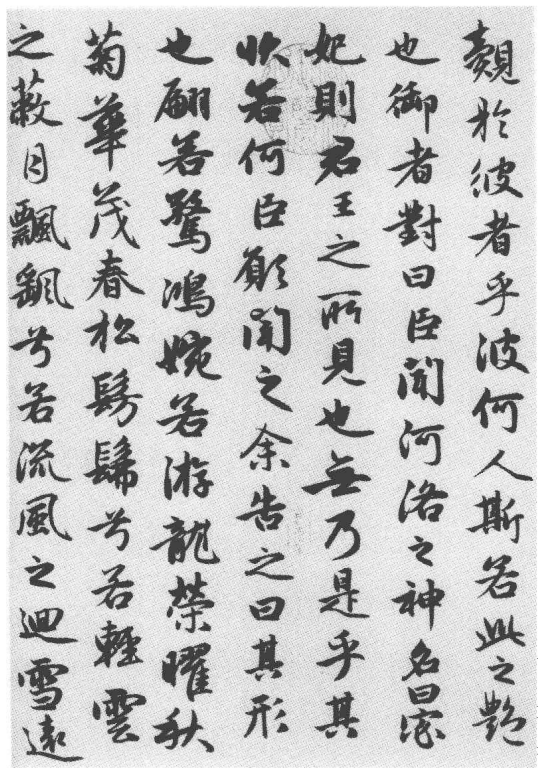 覿於彼者乎彼何人斯若此之艷
也御者對曰臣聞河洛之神名曰宓
妃則君王之所見也無乃是乎其
狀若何臣願聞之余告之曰其形
也翩若驚鴻婉若游龍榮曜秋
菊華茂春松髣髴兮若輕雲
之蔽月飄飖兮若流風之迴雪遠